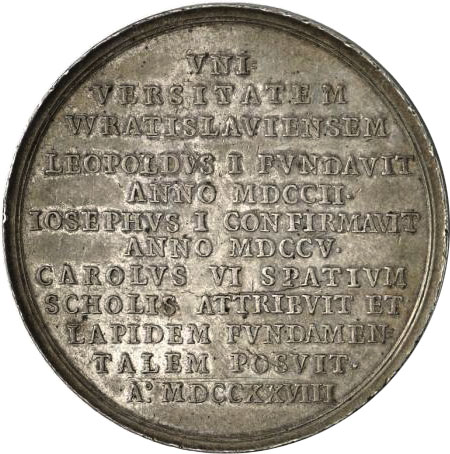 VNI=
VERSITATEM
WRATISLAVIENSEM
LEOPOLDVS I FVNDAVIT
ANNO MDCCII.
IOSEPHVS I CONFIRMAVIT
ANNO MDCCV.
CAROLVS VI SPATIVM
SCHOLIS ATTRIBVIT ET
LAPIDEM FVNDAMEN=
TALEM POSVIT.
A° MDCCXXVIII